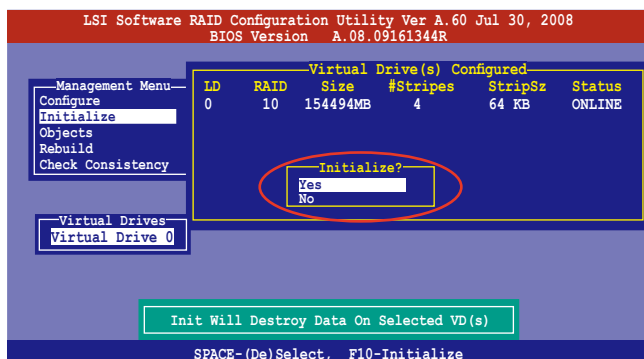 LSI Software RAID Configuration Utility Ver A.60 Jul 30, 2008
BIOS Version A.08.09161344R
Management Menu
Configure
Initialize
Objects
Rebuild
Check Consistency
Virtual Drive(s) Configured
LD RAID Size #Stripes StripSz Status
0 10 154494MB 4 64 KB ONLINE
Initialize?
Yes
No
Virtual Drives
Virtual Drive 0
Init Will Destroy Data On Selected VD(s)
SPACE-(De)Select, F10-Initialize